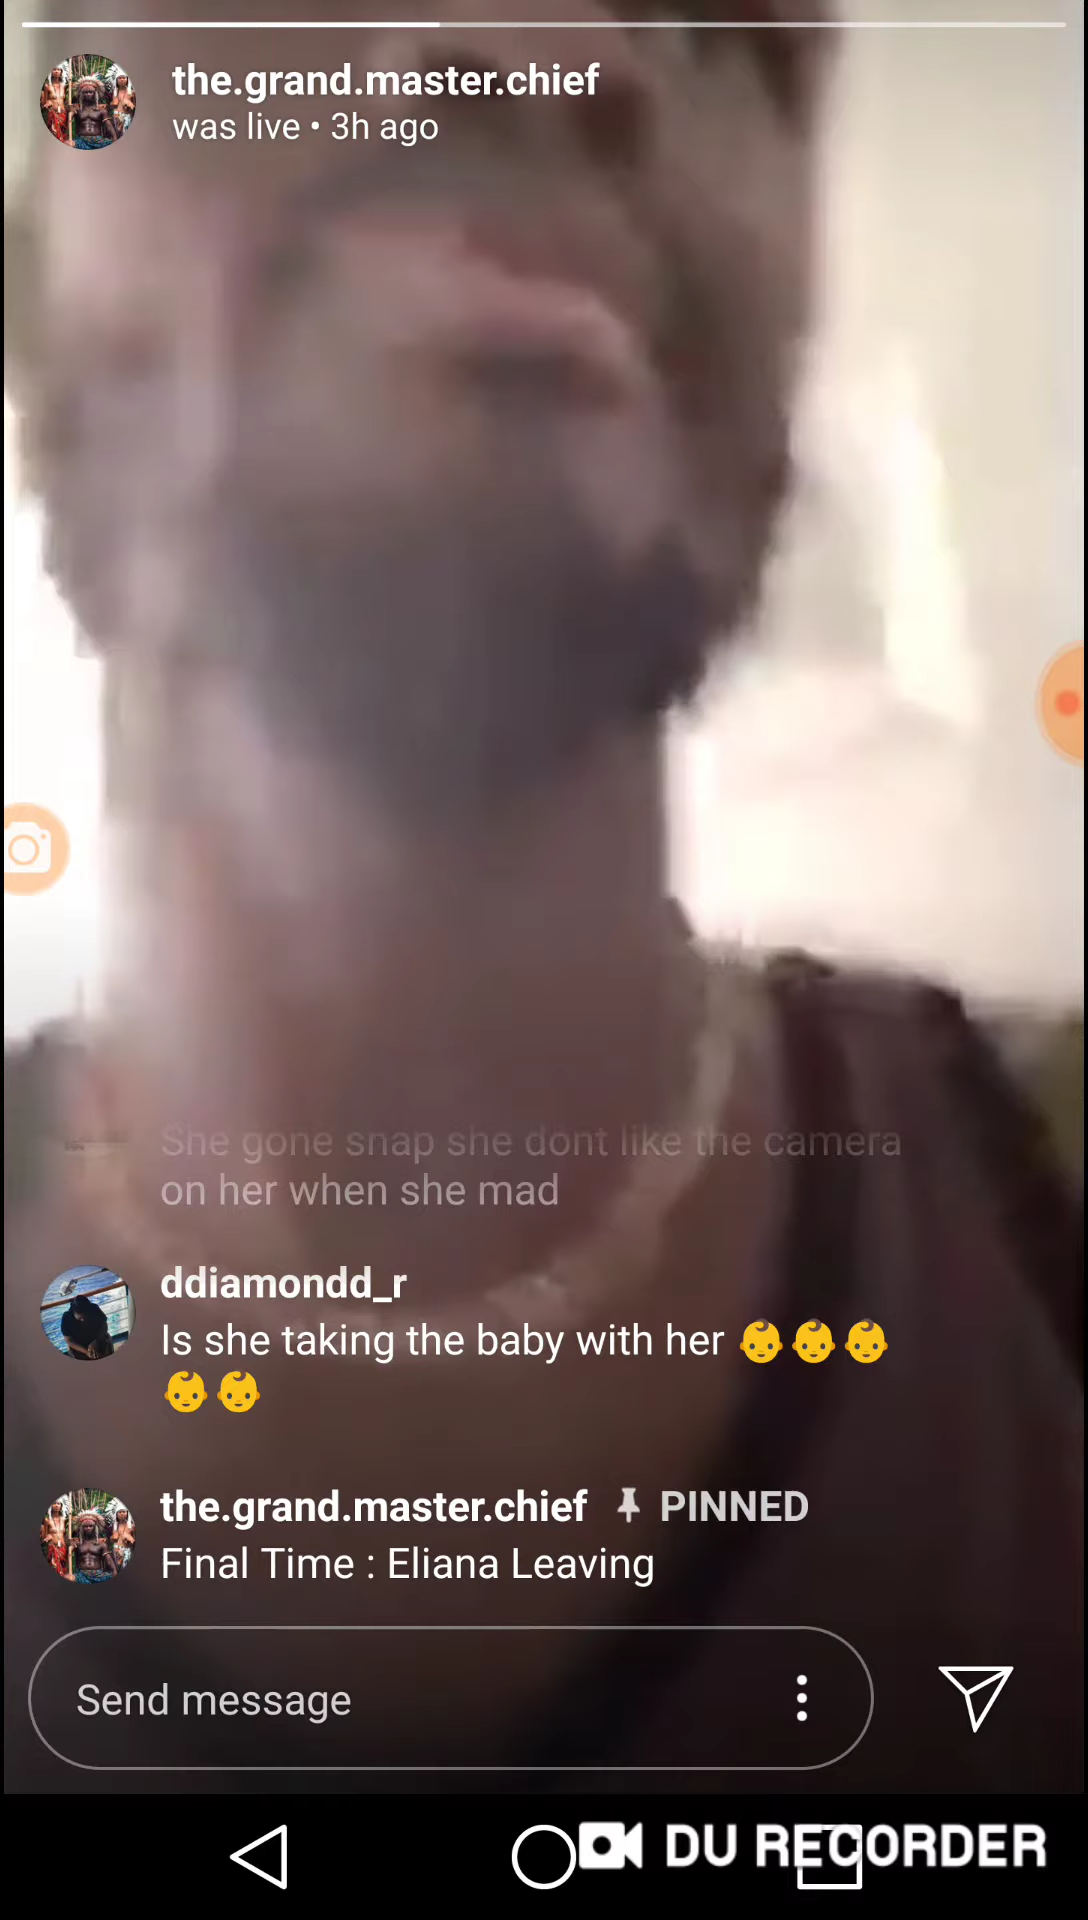 the.grand.master.chief
was live • 3h ago
She gone snap she dont like the camera
on her when she mad
ddiamondd_r
Is she taking the baby with her 👶👶👶
👶👶
the.grand.master.chief PINNED
Final Time : Eliana Leaving
Send message
DU RECORDER